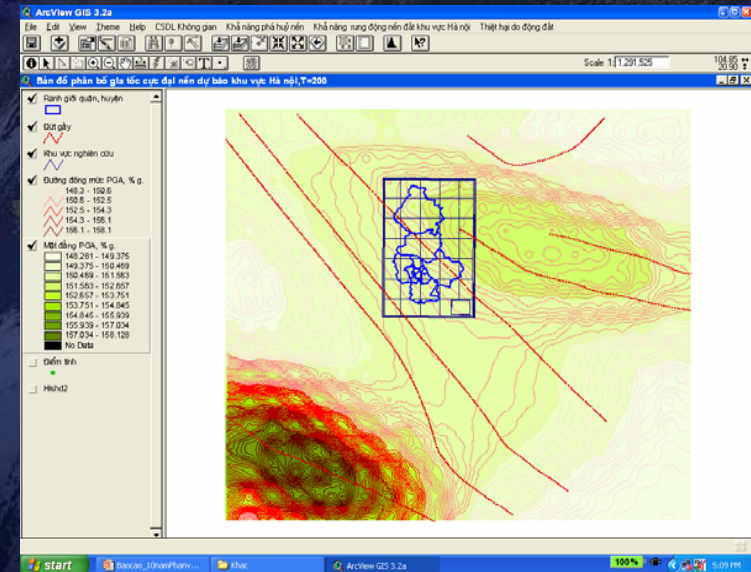 ArcView GIS 3.2a
File Edit View Theme Help CSDL Không gian Khả năng phá huỷ nền Khả năng rung động nền đất khu vực Hà nội Thiệt hại do động đất
Scale 1: 1,291,525
104.85
20.90
Bản đồ phân bố gia tốc cực đại nền dự báo khu vực Hà nội,T=200
Ranh giới quận, huyện
Đứt gãy
Khu vực nghiên cứu
Đường đồng mức PGA, % g.
148.3 - 150.6
150.6 - 152.5
152.5 - 154.3
154.3 - 156.1
156.1 - 158.1
Mặt đẳng PGA, % g.
148.281 - 149.375
149.375 - 150.469
150.469 - 151.563
151.563 - 152.657
152.657 - 153.751
153.751 - 154.845
154.845 - 155.939
155.939 - 157.034
157.034 - 158.128
No Data
Điểm tính
Hishd2
start
Baocao_10namPhanv...
Khac
ArcView GIS 3.2a
100%
5:09 PM